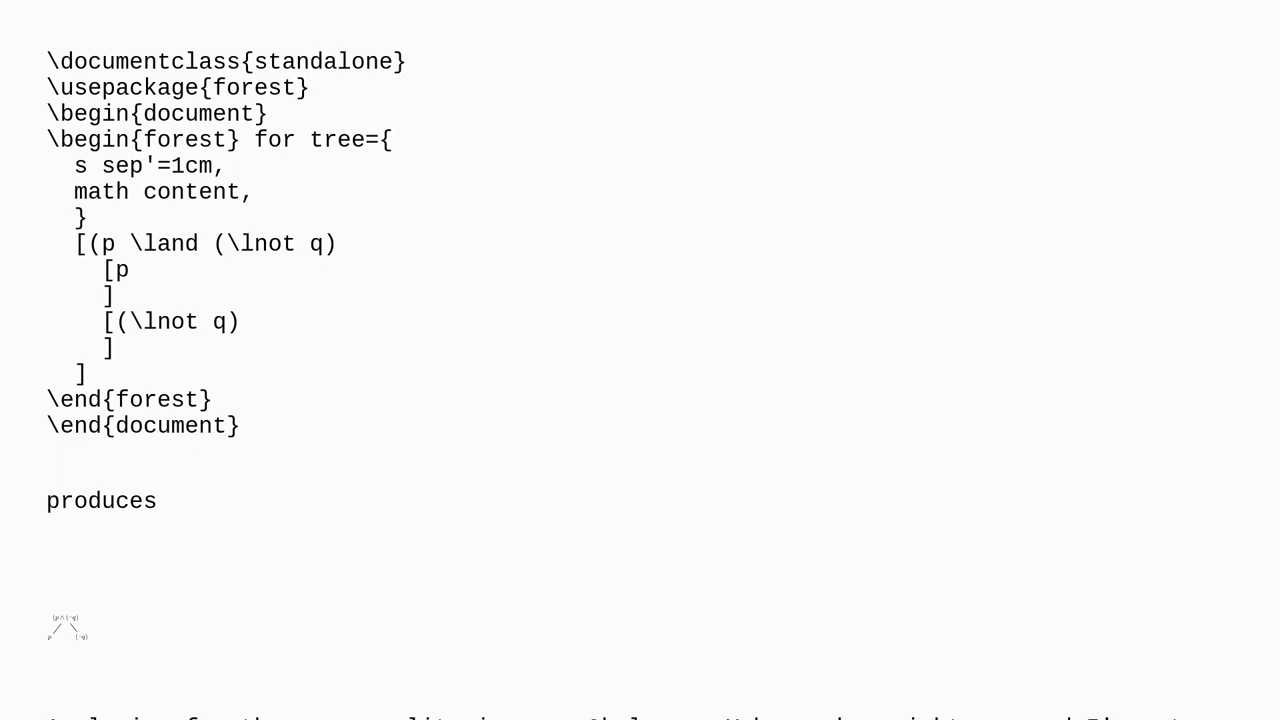 \documentclass{standalone}
\usepackage{forest}
\begin{document}
\begin{forest} for tree={
  s sep'=1cm,
  math content,
  }
  [(p \land (\lnot q)
    [p
    ]
    [(\lnot q)
    ]
  ]
\end{forest}
\end{document}
produces
(p ∧ (¬q)
p (¬q)